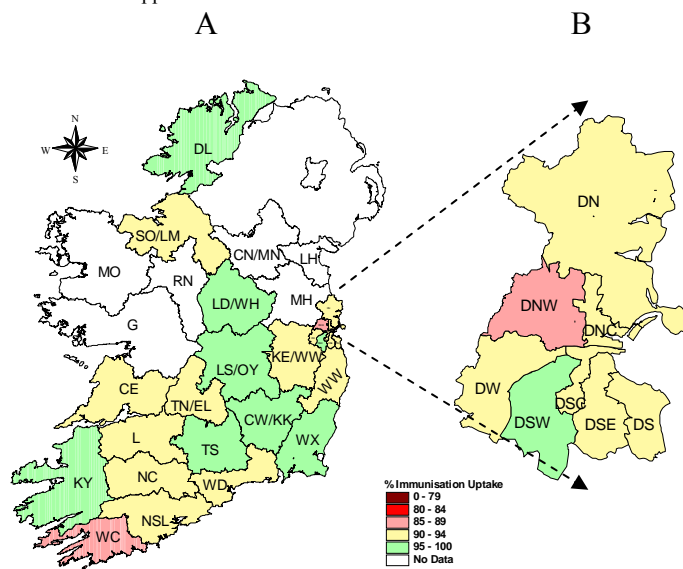 A
B
N
W
E
S
DL
DN
SO/LM
CN/MN
LH
MO
RN
MH
LD/WH
DNW
G
DNC
KE/WW
LS/OY
WW
CE
DW
TN/EL
DSC
CW/KK
DSW
DSE
DS
L
TS
WX
KY
NC
WD
% Immunisation Uptake
0 - 79
80 - 84
85 - 89
90 - 94
95 - 100
No Data
NSL
WC